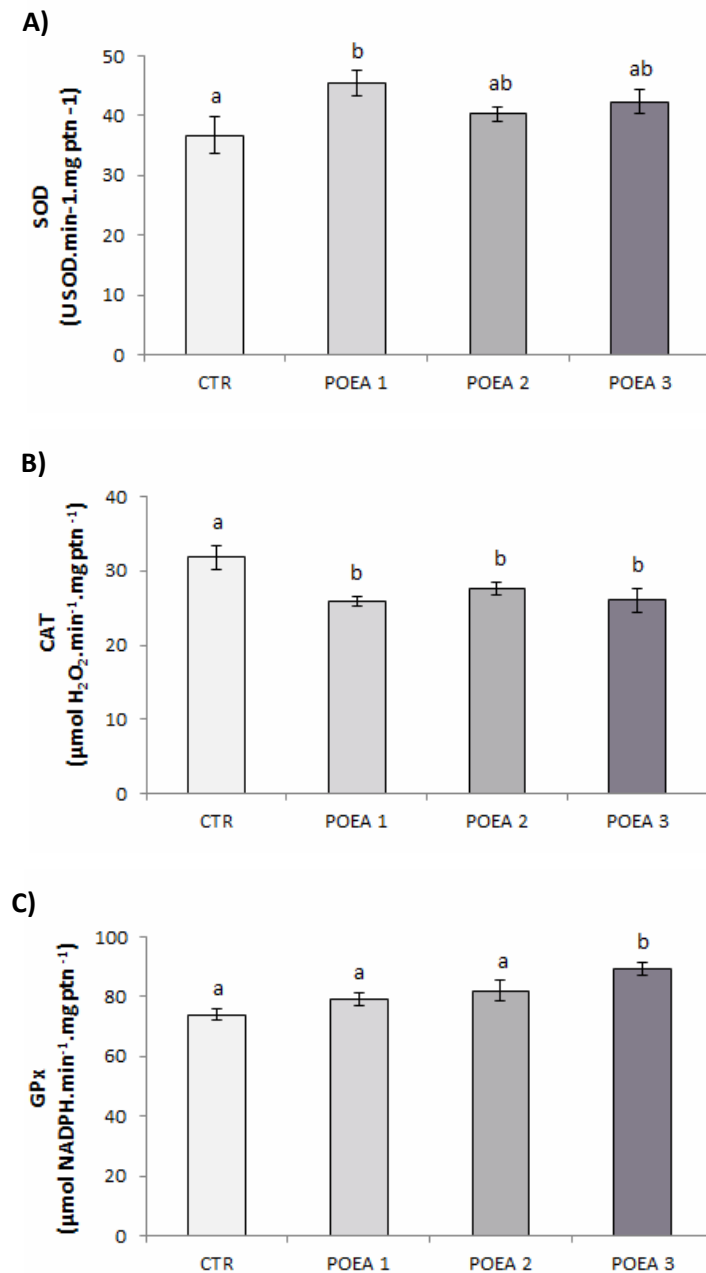 A)
50
40
30
20
10
0
SOD
(USOD.min-1.mg ptn -1)
a
b
ab
ab
CTR POEA 1 POEA 2 POEA 3
B)
40
30
20
10
0
CAT
(µmol H₂O₂.min⁻¹.mg ptn ⁻¹)
a
b
b
b
CTR POEA 1 POEA 2 POEA 3
C)
100
80
60
40
20
0
GPx
(µmol NADPH.min⁻¹.mg ptn ⁻¹)
a
a
a
b
CTR POEA 1 POEA 2 POEA 3